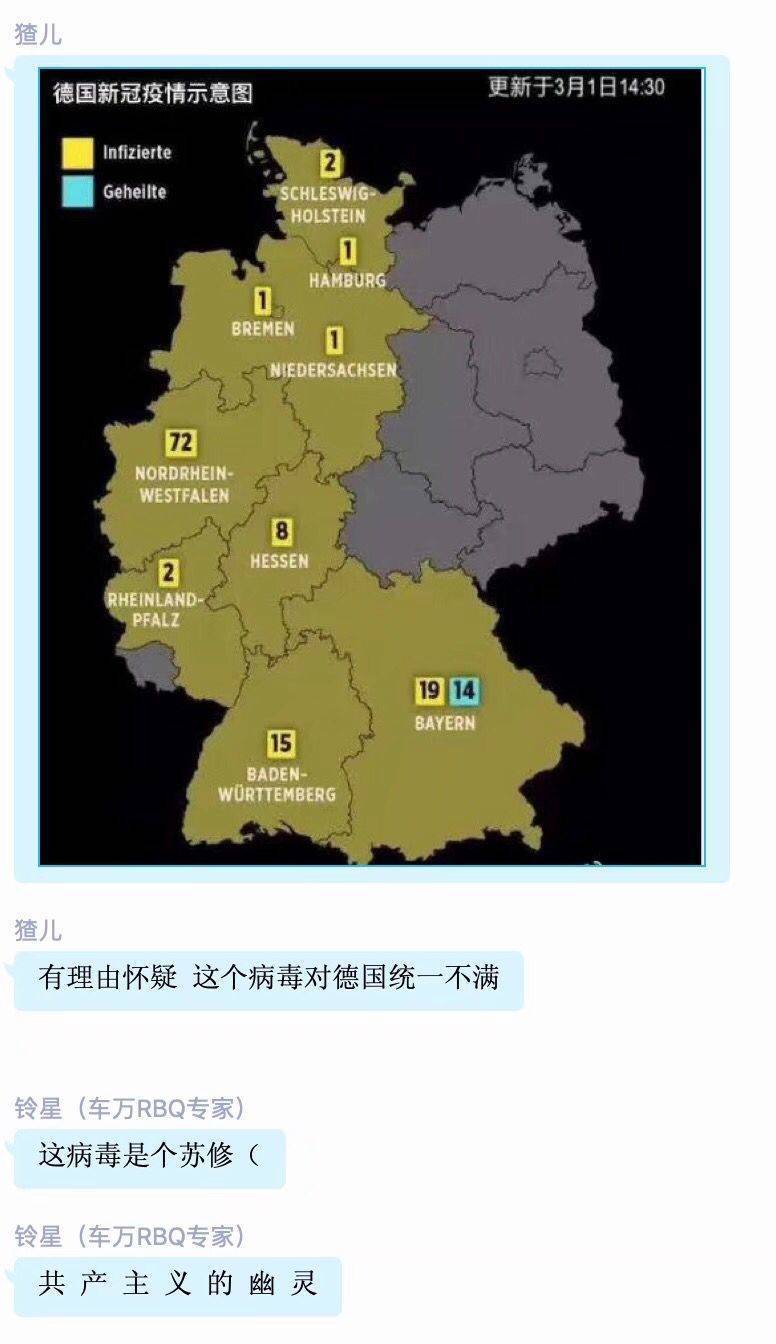 猹儿
德国新冠疫情示意图
更新于3月1日14:30
Infizierte
Geheilte
2
SCHLESWIG-
HOLSTEIN
1
HAMBURG
1
BREMEN
1
NIEDERSACHSEN
72
NORDRHEIN-
WESTFALEN
8
HESSEN
2
RHEINLAND-
PFALZ
19 14
BAYERN
15
BADEN-
WÜRTTEMBERG
猹儿
有理由怀疑 这个病毒对德国统一不满
铃星（车万RBQ专家）
这病毒是个苏修（
铃星（车万RBQ专家）
共 产 主 义 的 幽 灵